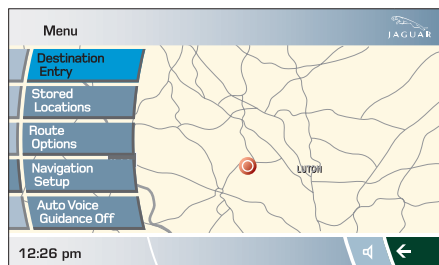 Menu
JAGUAR
Destination
Entry
Stored
Locations
Route
Options
Navigation
Setup
Auto Voice
Guidance Off
LUTON
12:26 pm